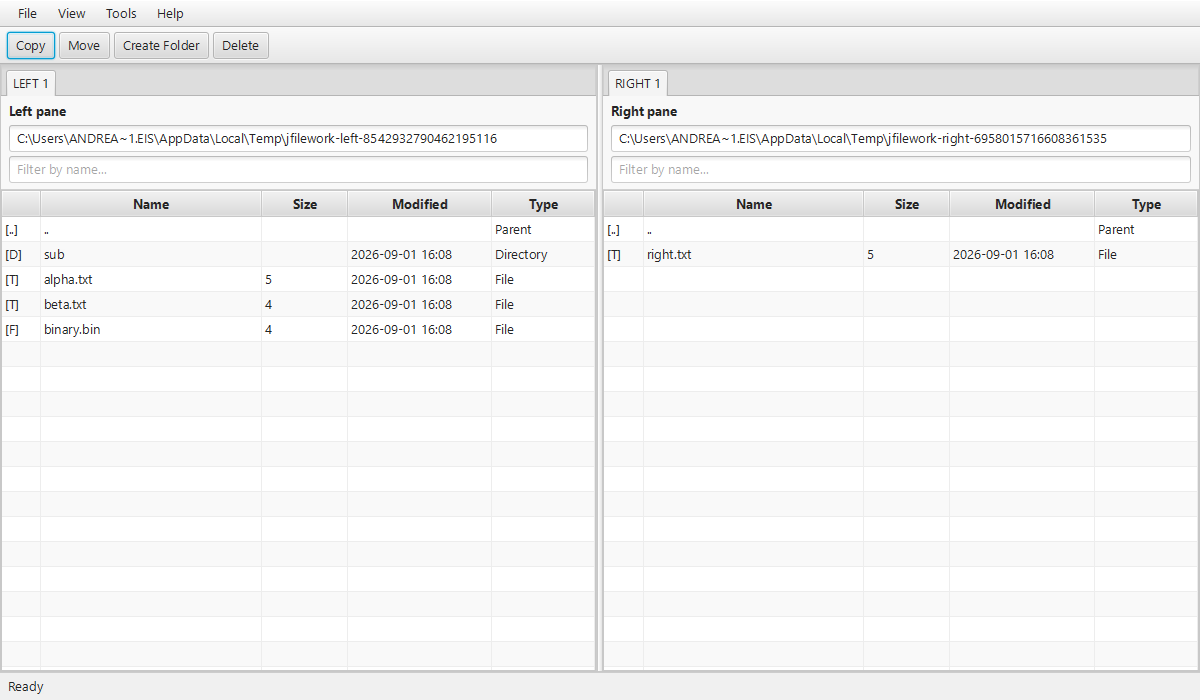 File View Tools Help
Copy Move Create Folder Delete
LEFT 1
Left pane
C:\Users\ANDREA~1.EIS\AppData\Local\Temp\jfilework-left-8542932790462195116
Filter by name...
Name Size Modified Type
[..] .. Parent
[D] sub 2026-09-01 16:08 Directory
[T] alpha.txt 5 2026-09-01 16:08 File
[T] beta.txt 4 2026-09-01 16:08 File
[F] binary.bin 4 2026-09-01 16:08 File
RIGHT 1
Right pane
C:\Users\ANDREA~1.EIS\AppData\Local\Temp\jfilework-right-6958015716608361535
Filter by name...
Name Size Modified Type
[..] .. Parent
[T] right.txt 5 2026-09-01 16:08 File
Ready